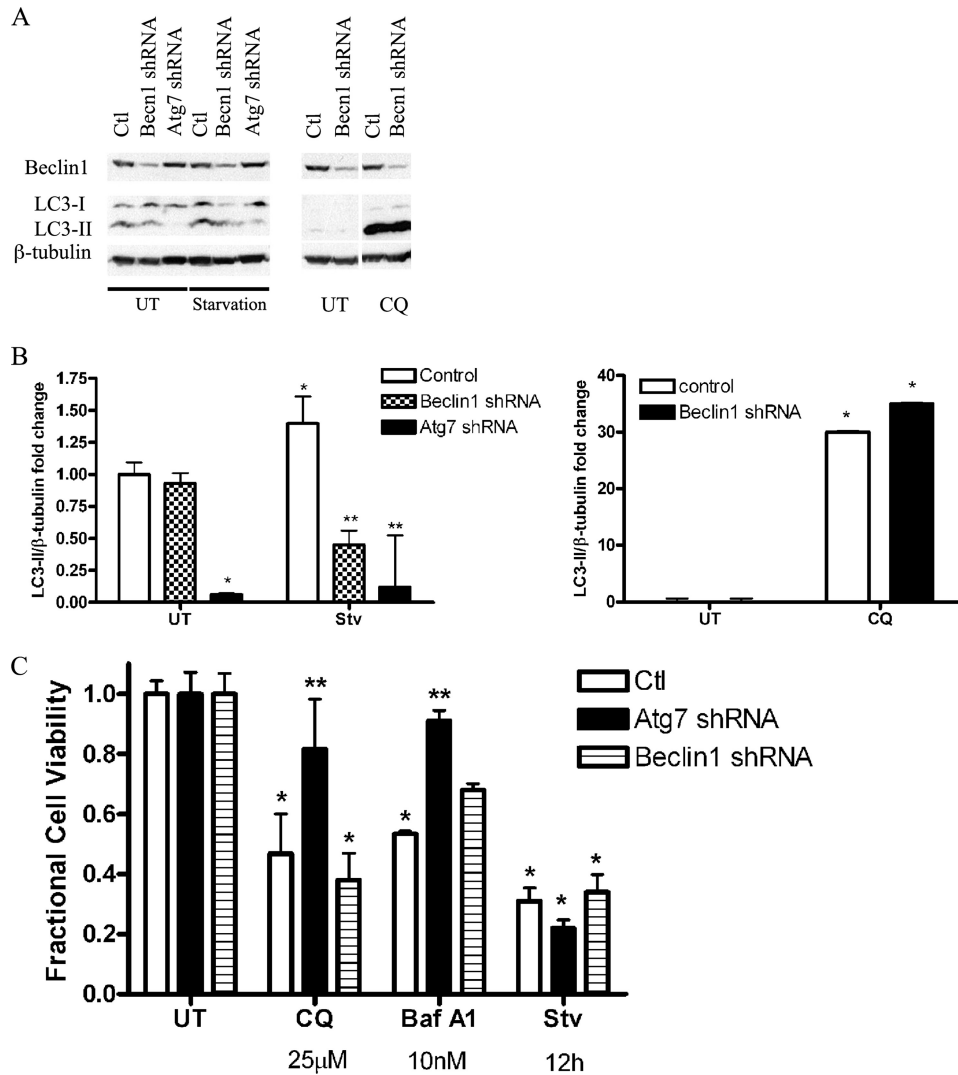 A
Ctl
Becn1 shRNA
Atg7 shRNA
Ctl
Becn1 shRNA
Atg7 shRNA
Ctl
Becn1 shRNA
Ctl
Becn1 shRNA
Beclin1
LC3-I
LC3-II
β-tubulin
UT
Starvation
UT
CQ
B
LC3-II/β-tubulin fold change
1.75
1.50
1.25
1.00
0.75
0.50
0.25
0.00
*
*
**
**
Control
Beclin1 shRNA
Atg7 shRNA
UT
Stv
LC3-II/β-tubulin fold change
40
30
20
10
0
control
Beclin1 shRNA
*
*
UT
CQ
C
Fractional Cell Viability
1.0
0.8
0.6
0.4
0.2
0.0
*
**
*
*
**
*
*
*
Ctl
Atg7 shRNA
Beclin1 shRNA
UT
CQ
Baf A1
Stv
25μM
10nM
12h